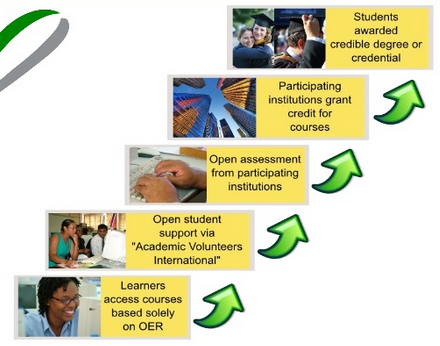 Students
awarded
credible degree or
credential
Participating
institutions grant
credit for
courses
Open assessment
from participating
institutions
Open student
support via
"Academic Volunteers
International"
Learners
access courses
based solely
on OER